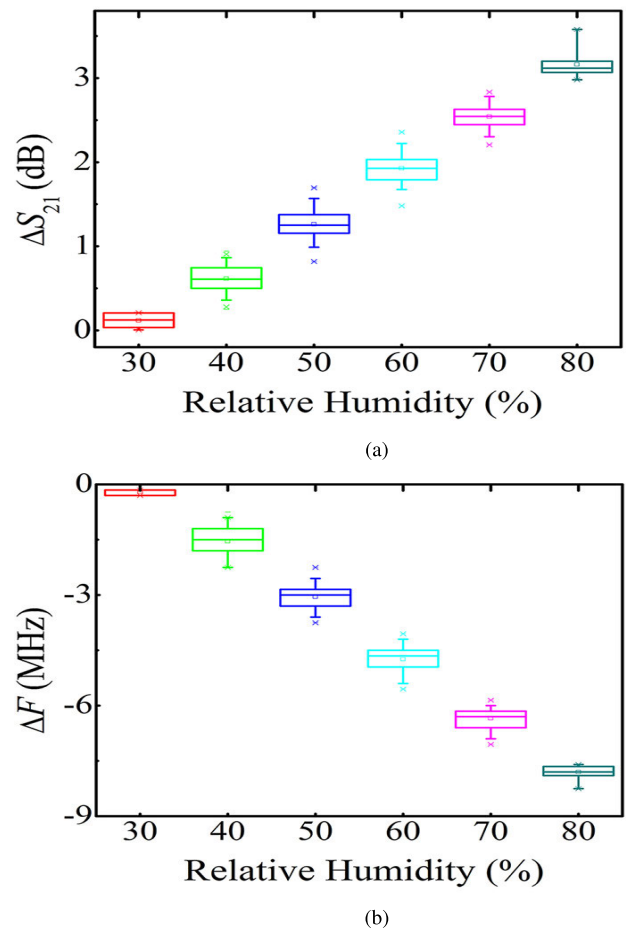 3
2
1
0
ΔS21 (dB)
30 40 50 60 70 80
Relative Humidity (%)
(a)
0
-3
-6
-9
ΔF (MHz)
30 40 50 60 70 80
Relative Humidity (%)
(b)